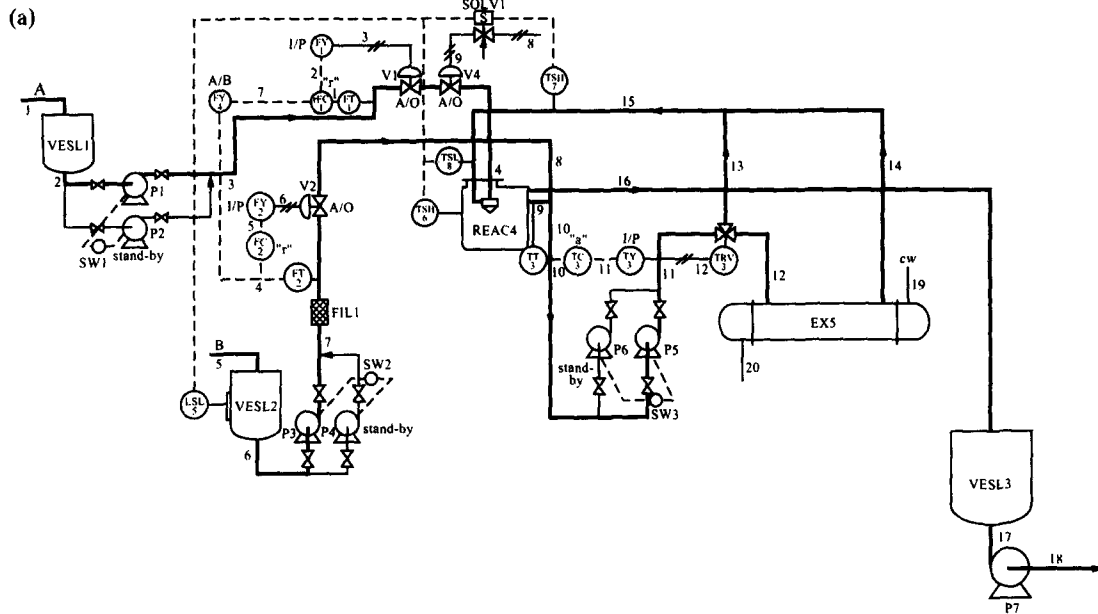 (a)
SOLV1
S
I/P
FY
1
3
8
9
A/B
FY
4
7
2
"r"
FC
1
1
FT
1
V1
A/O
V4
A/O
TSH
7
A
1
VESL1
2
P1
3
P2
SW1
stand-by
15
8
TSL
8
4
13
14
V2
I/P
FY
2
6
A/O
TSH
6
REAC4
9
16
5
FC
2
"r"
10
"a"
I/P
TT
3
10
TC
3
11
TY
3
12
TRV
3
11
12
cw
19
4
FT
2
FIL1
EX5
20
P6
P5
stand-
by
SW3
B
5
7
SW2
LSL
5
VESL2
P3
P4
stand-by
6
VESL3
17
18
P7